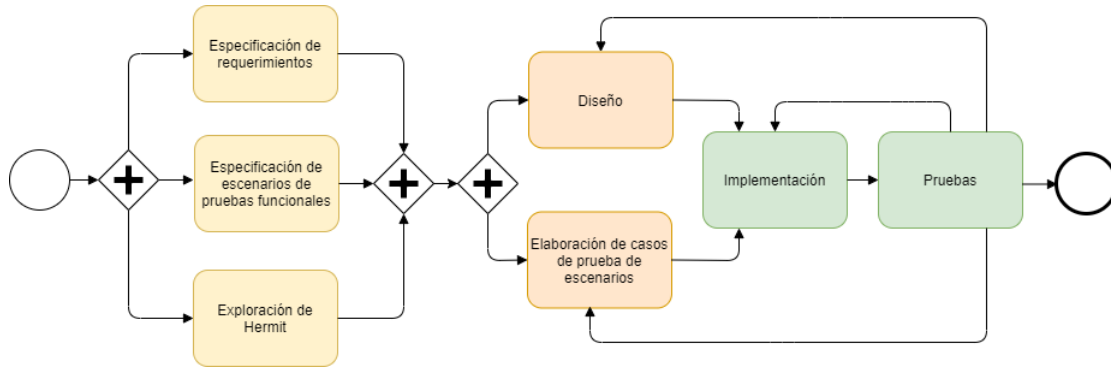 Especificación de
requerimientos
Especificación de
escenarios de
pruebas funcionales
Exploración de
Hermit
Diseño
Elaboración de casos
de prueba de
escenarios
Implementación
Pruebas